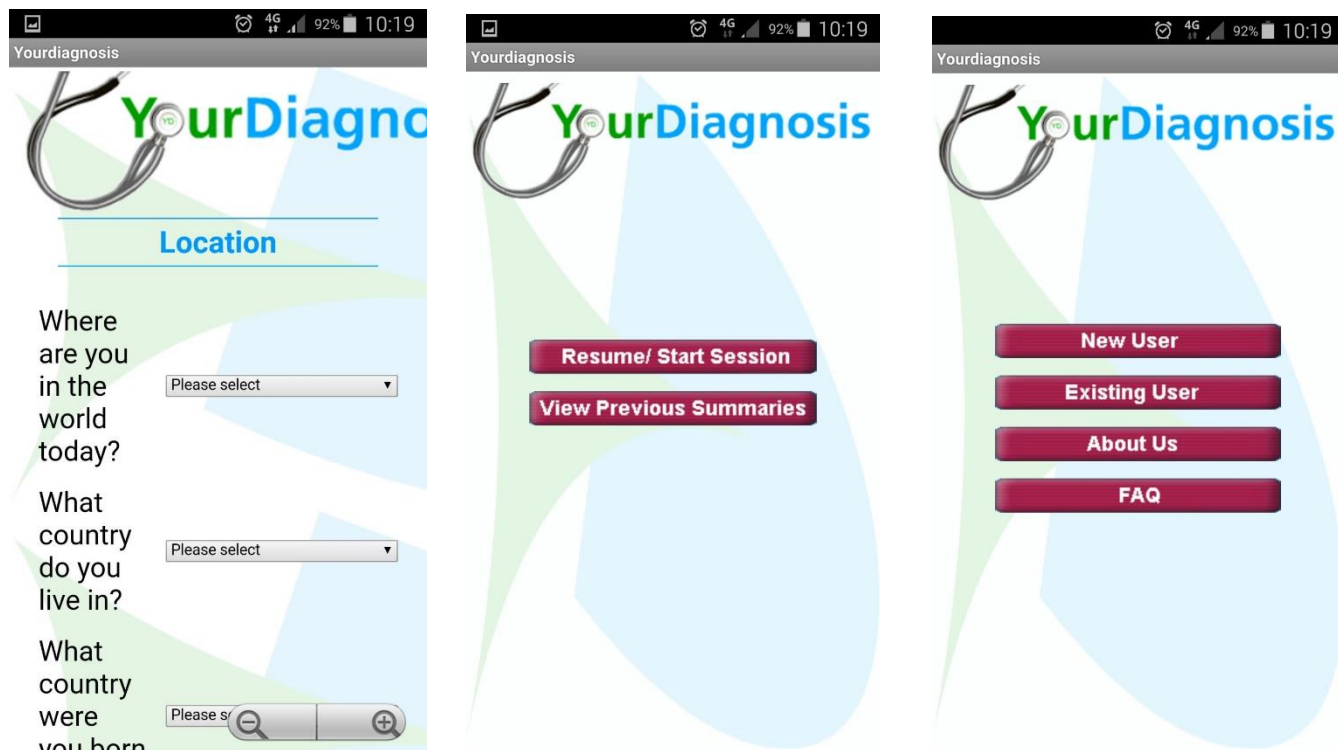 4G 92% 10:19
Yourdiagnosis
YourDiagno
Location
Where
are you
in the
world
today?
Please select
What
country
do you
live in?
Please select
What
country
were
you born
Please s
4G 92% 10:19
Yourdiagnosis
YourDiagnosis
Resume/ Start Session
View Previous Summaries
4G 92% 10:19
Yourdiagnosis
YourDiagnosis
New User
Existing User
About Us
FAQ